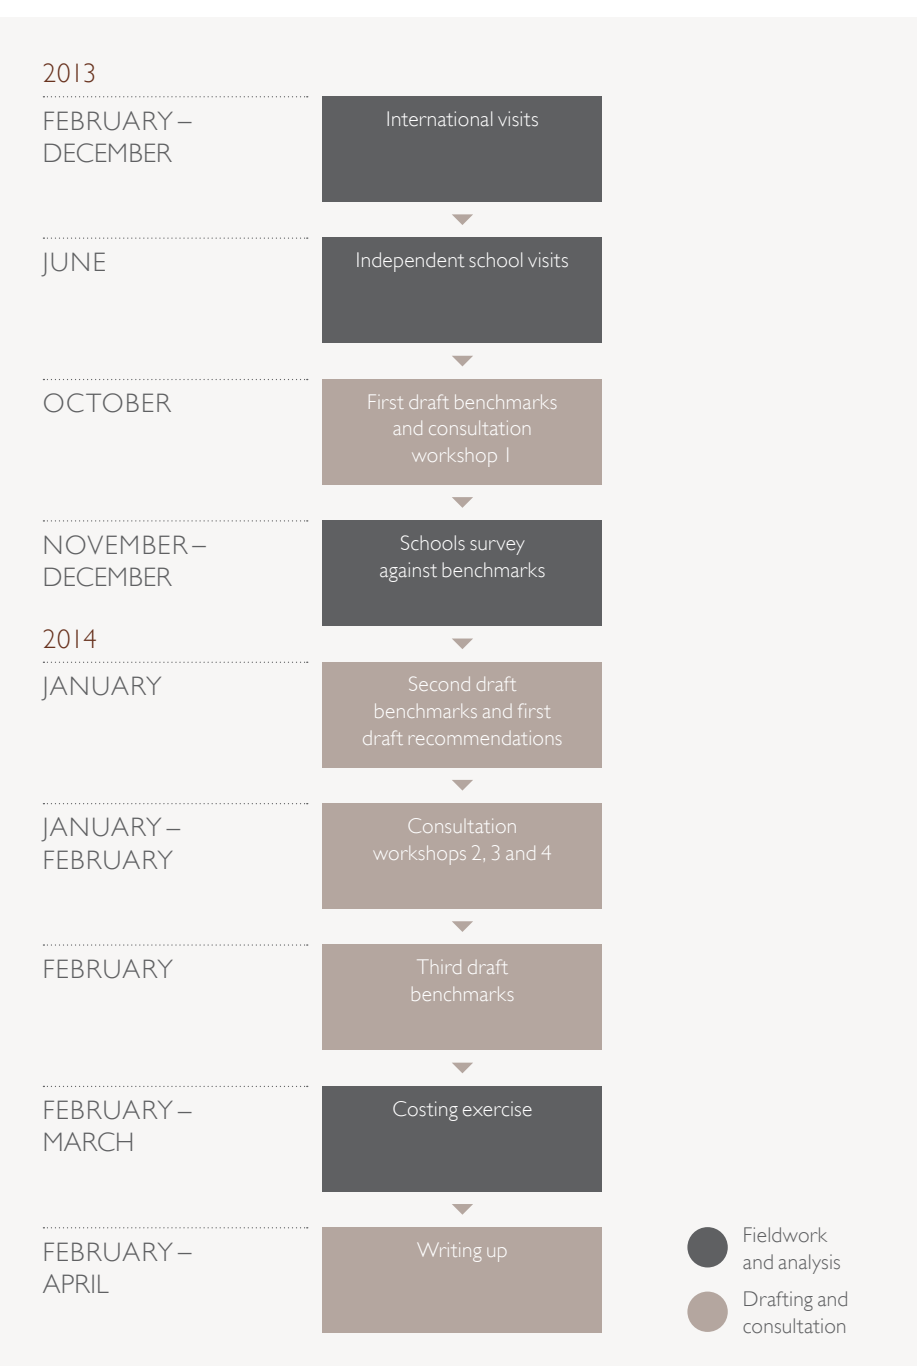 2013
FEBRUARY –
DECEMBER
International visits
JUNE
Independent school visits
OCTOBER
First draft benchmarks
and consultation
workshop 1
NOVEMBER –
DECEMBER
Schools survey
against benchmarks
2014
JANUARY
Second draft
benchmarks and first
draft recommendations
JANUARY –
FEBRUARY
Consultation
workshops 2, 3 and 4
FEBRUARY
Third draft
benchmarks
FEBRUARY –
MARCH
Costing exercise
FEBRUARY –
APRIL
Writing up
Fieldwork
and analysis
Drafting and
consultation